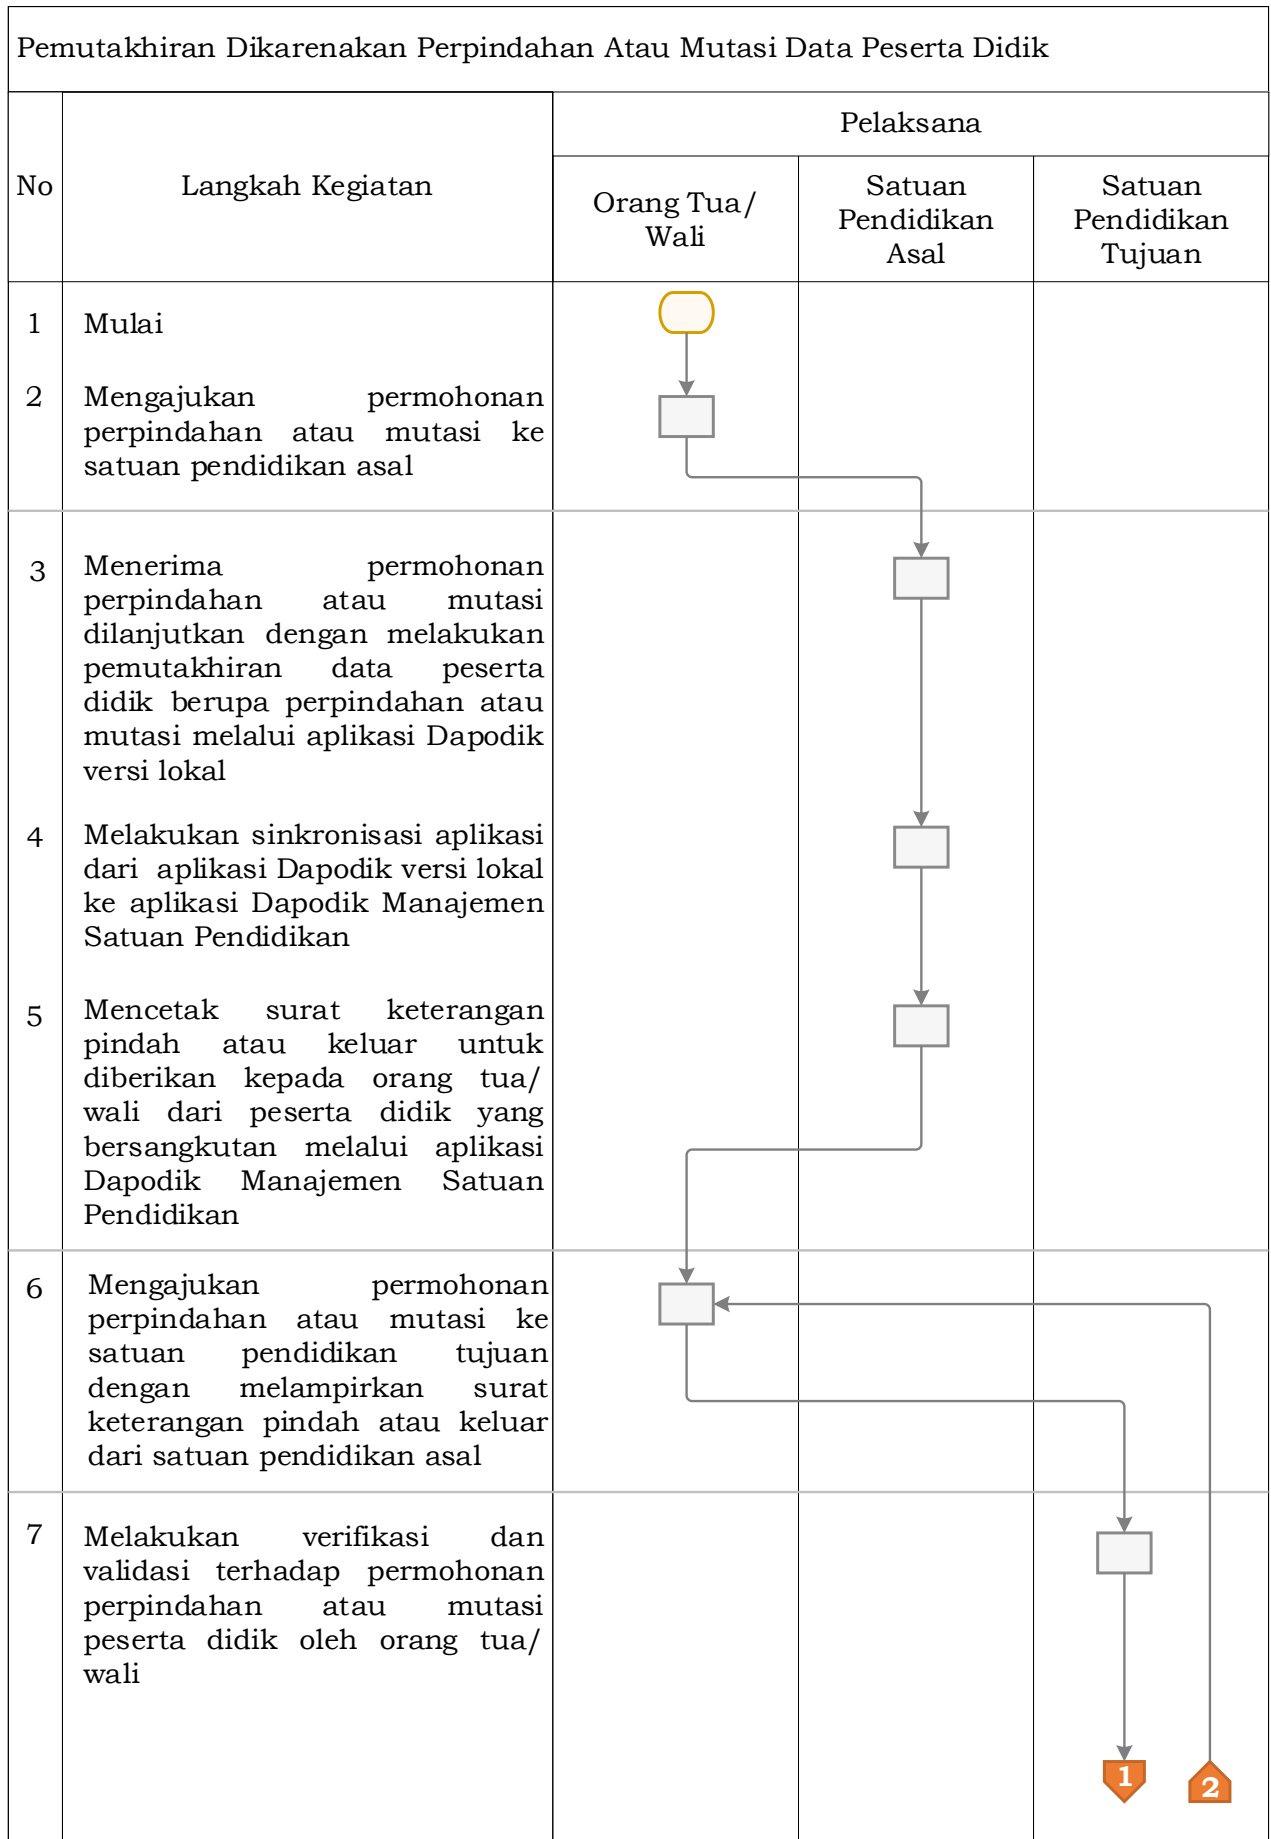 Pemutakhiran Dikarenakan Perpindahan Atau Mutasi Data Peserta Didik
No
Langkah Kegiatan
Pelaksana
Orang Tua/
Wali
Satuan
Pendidikan
Asal
Satuan
Pendidikan
Tujuan
1
Mulai
2
Mengajukan permohonan
perpindahan atau mutasi ke
satuan pendidikan asal
3
Menerima permohonan
perpindahan atau mutasi
dilanjutkan dengan melakukan
pemutakhiran data peserta
didik berupa perpindahan atau
mutasi melalui aplikasi Dapodik
versi lokal
4
Melakukan sinkronisasi aplikasi
dari aplikasi Dapodik versi lokal
ke aplikasi Dapodik Manajemen
Satuan Pendidikan
5
Mencetak surat keterangan
pindah atau keluar untuk
diberikan kepada orang tua/
wali dari peserta didik yang
bersangkutan melalui aplikasi
Dapodik Manajemen Satuan
Pendidikan
6
Mengajukan permohonan
perpindahan atau mutasi ke
satuan pendidikan tujuan
dengan melampirkan surat
keterangan pindah atau keluar
dari satuan pendidikan asal
7
Melakukan verifikasi dan
validasi terhadap permohonan
perpindahan atau mutasi
peserta didik oleh orang tua/
wali
1
2